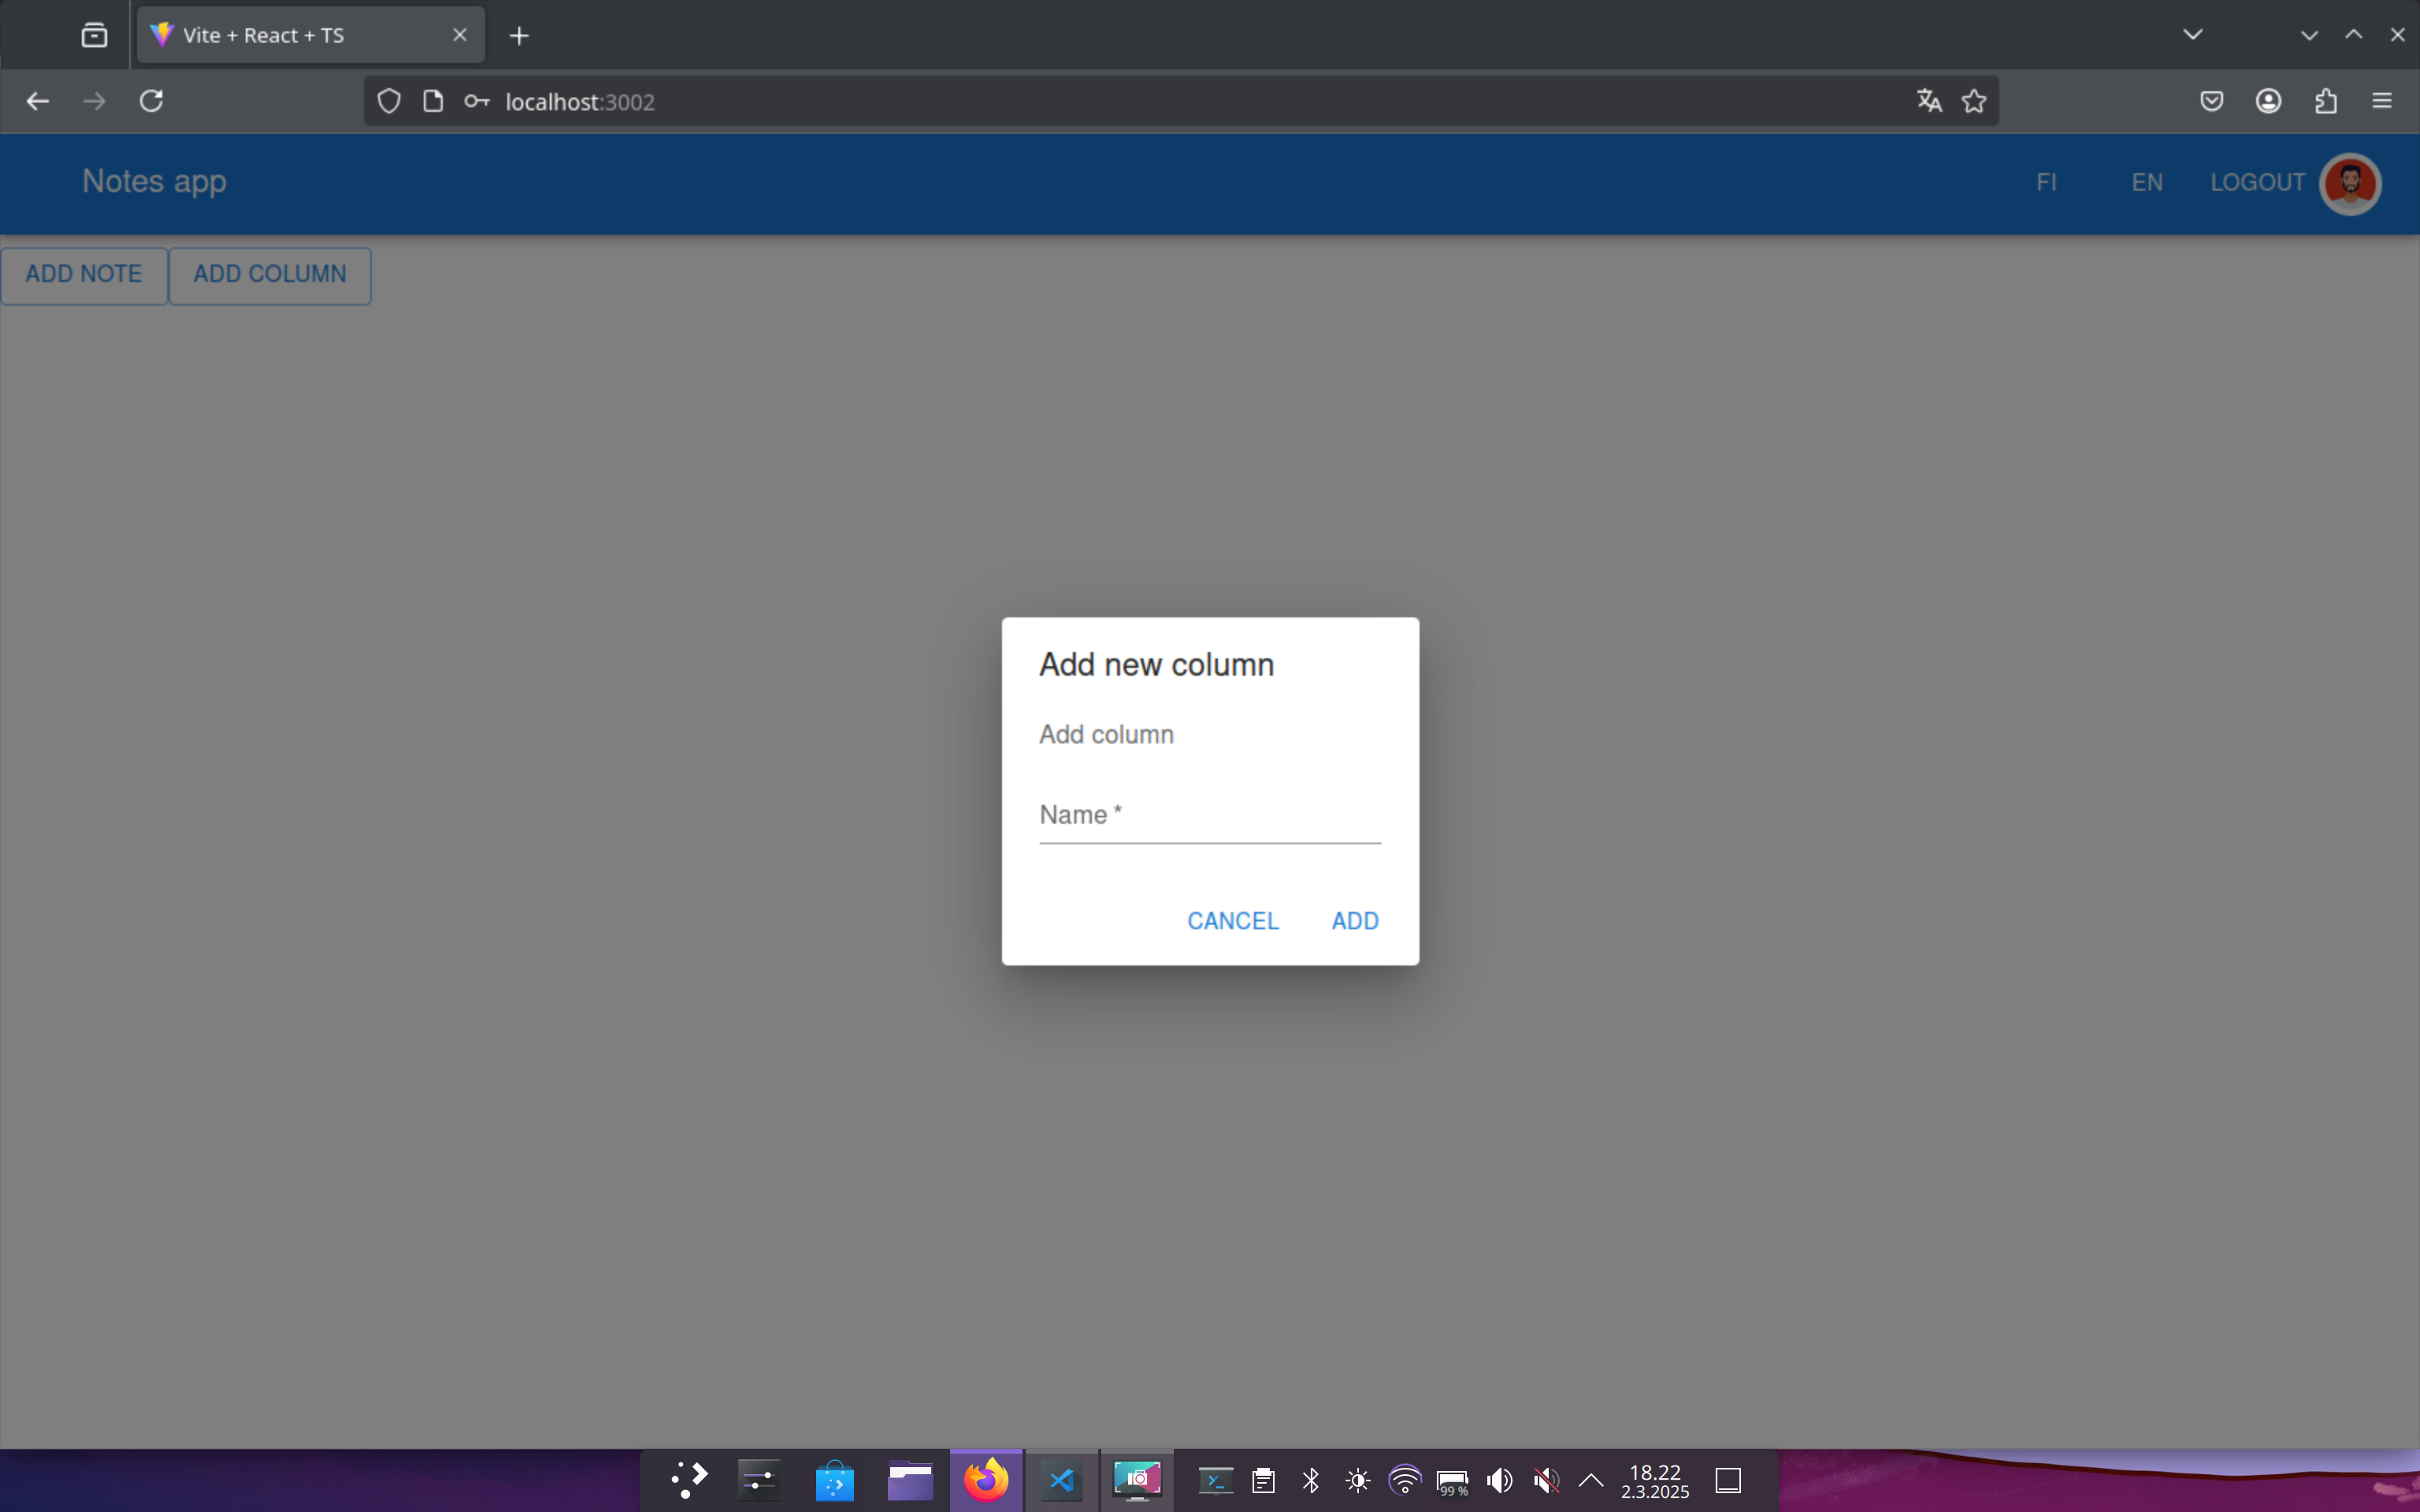 Vite + React + TS
localhost:3002
Notes app
FI EN LOGOUT
ADD NOTE ADD COLUMN
Add new column
Add column
Name *
CANCEL ADD
99 %
18.22
2.3.2025